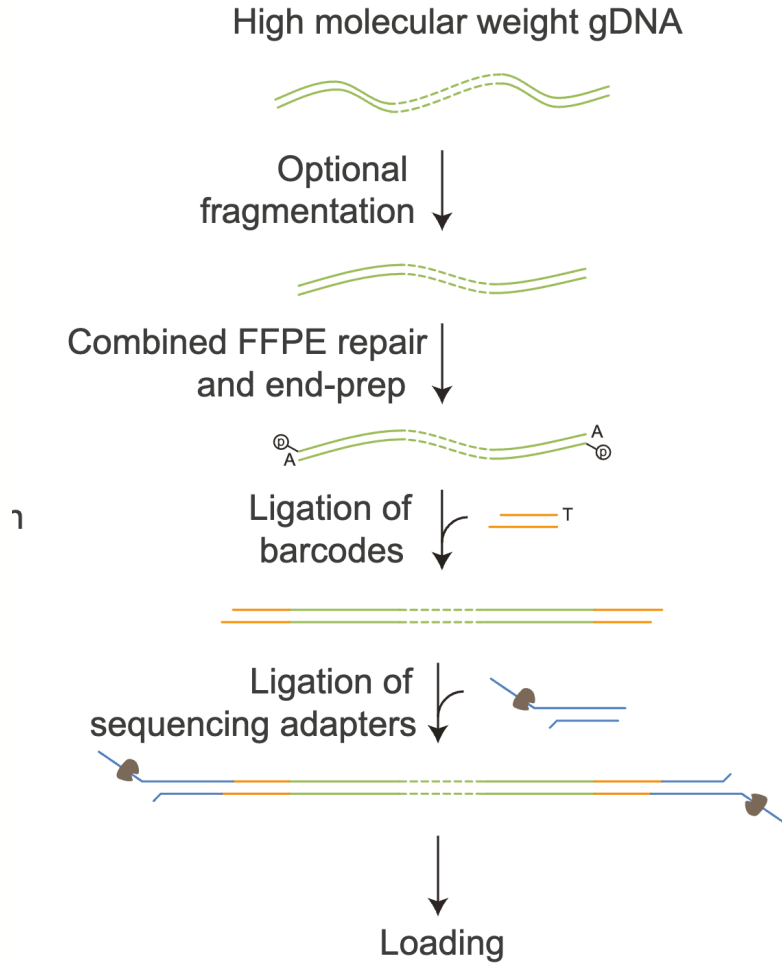 High molecular weight gDNA
Optional
fragmentation
Combined FFPE repair
and end-prep
p A
A p
Ligation of
barcodes
T
Ligation of
sequencing adapters
Loading